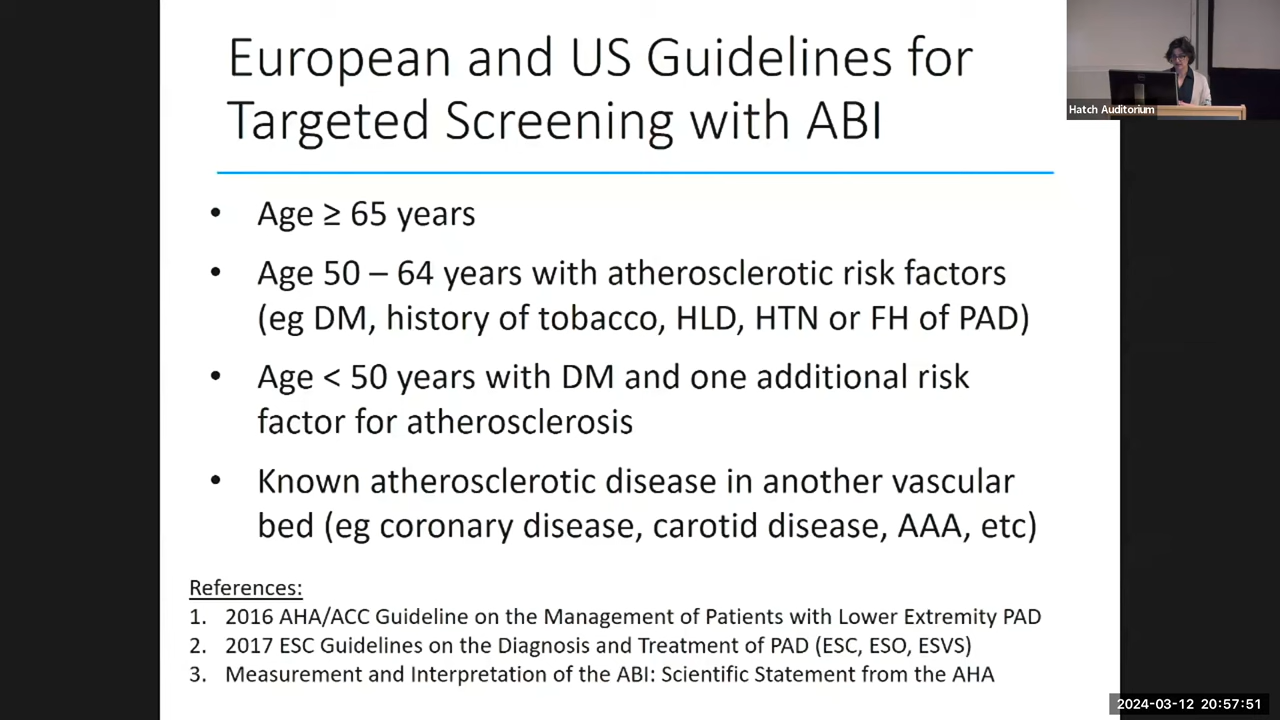 European and US Guidelines for
Targeted Screening with ABI
Hatch Auditorium
• Age ≥ 65 years
• Age 50 – 64 years with atherosclerotic risk factors
(eg DM, history of tobacco, HLD, HTN or FH of PAD)
• Age < 50 years with DM and one additional risk
factor for atherosclerosis
• Known atherosclerotic disease in another vascular
bed (eg coronary disease, carotid disease, AAA, etc)
References:
1. 2016 AHA/ACC Guideline on the Management of Patients with Lower Extremity PAD
2. 2017 ESC Guidelines on the Diagnosis and Treatment of PAD (ESC, ESO, ESVS)
3. Measurement and Interpretation of the ABI: Scientific Statement from the AHA
2024-03-12 20:57:51